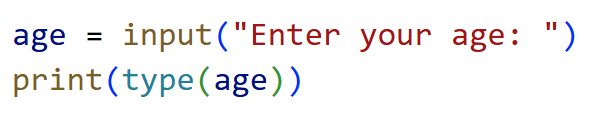 age = input("Enter your age: ")
print(type(age))